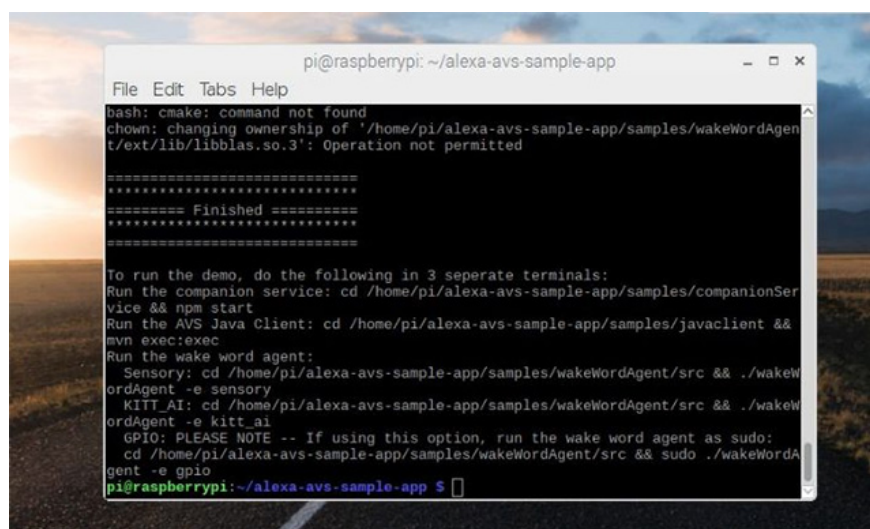 pi@raspberrypi: ~/alexa-avs-sample-app
File Edit Tabs Help
bash: cmake: command not found
chown: changing ownership of '/home/pi/alexa-avs-sample-app/samples/wakeWordAgen
t/ext/lib/libblas.so.3': Operation not permitted
=============================
*****************************
========= Finished ==========
*****************************
=============================
To run the demo, do the following in 3 seperate terminals:
Run the companion service: cd /home/pi/alexa-avs-sample-app/samples/companionSer
vice && npm start
Run the AVS Java Client: cd /home/pi/alexa-avs-sample-app/samples/javaclient &&
mvn exec:exec
Run the wake word agent:
  Sensory: cd /home/pi/alexa-avs-sample-app/samples/wakeWordAgent/src && ./wakeW
ordAgent -e sensory
  KITT_AI: cd /home/pi/alexa-avs-sample-app/samples/wakeWordAgent/src && ./wakeW
ordAgent -e kitt_ai
  GPIO: PLEASE NOTE -- If using this option, run the wake word agent as sudo:
  cd /home/pi/alexa-avs-sample-app/samples/wakeWordAgent/src && sudo ./wakeWordA
gent -e gpio
pi@raspberrypi:~/alexa-avs-sample-app $